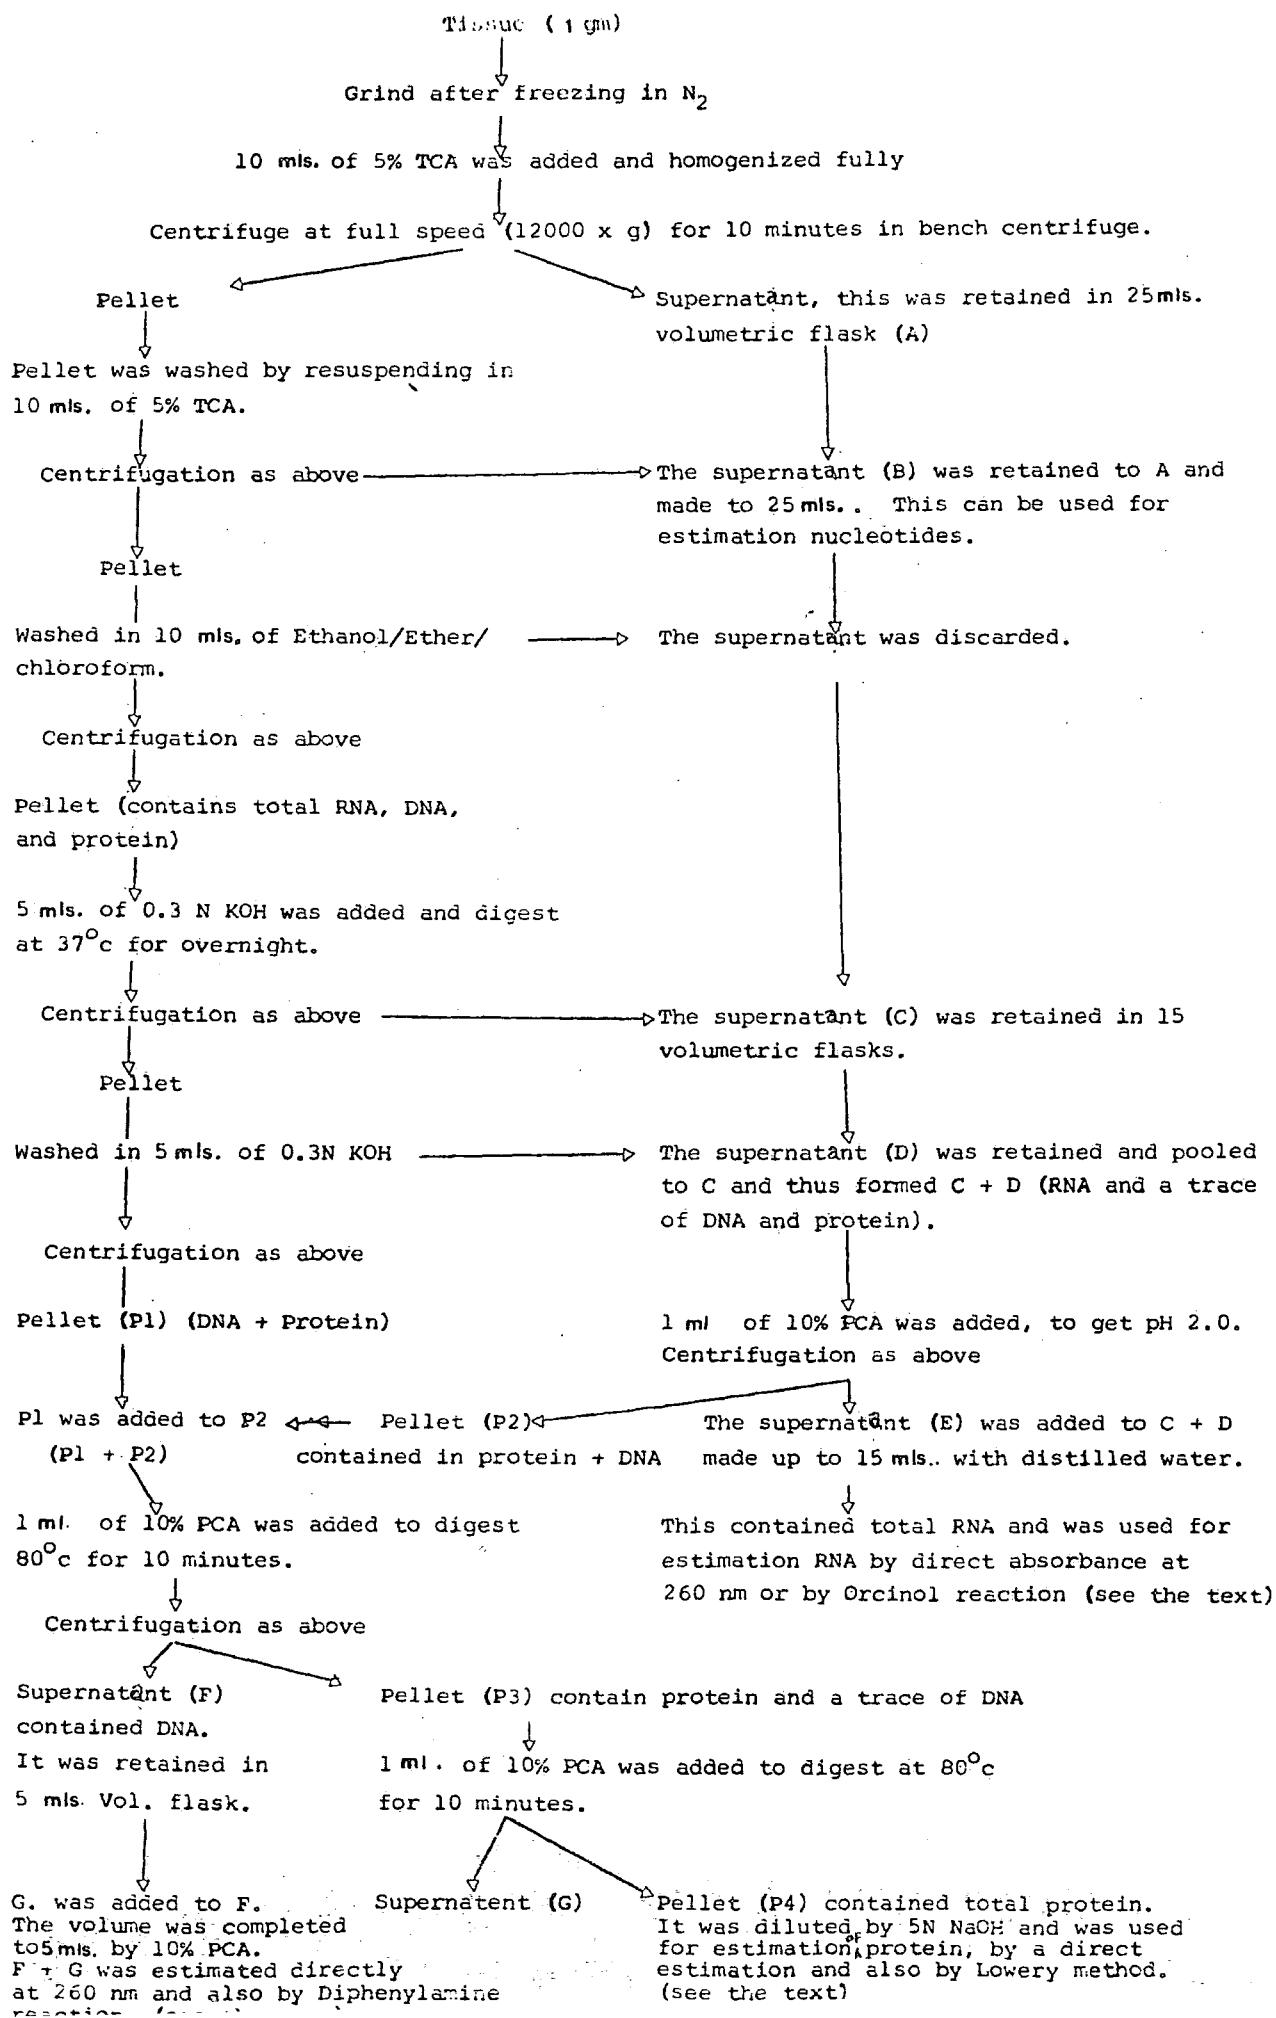 Tissue (1 gm)
Grind after freezing in N2
10 mls. of 5% TCA was added and homogenized fully
Centrifuge at full speed (12000 x g) for 10 minutes in bench centrifuge.
Pellet
Supernatant, this was retained in 25mls.
volumetric flask (A)
Pellet was washed by resuspending in
10 mls. of 5% TCA.
Centrifugation as above
The supernatant (B) was retained to A and
made to 25 mls.. This can be used for
estimation nucleotides.
Pellet
Washed in 10 mls. of Ethanol/Ether/
chloroform.
The supernatant was discarded.
Centrifugation as above
Pellet (contains total RNA, DNA,
and protein)
5 mls. of 0.3 N KOH was added and digest
at 37°c for overnight.
Centrifugation as above
The supernatant (C) was retained in 15
volumetric flasks.
Pellet
Washed in 5 mls. of 0.3N KOH
The supernatant (D) was retained and pooled
to C and thus formed C + D (RNA and a trace
of DNA and protein).
Centrifugation as above
Pellet (P1) (DNA + Protein)
1 ml of 10% PCA was added, to get pH 2.0.
Centrifugation as above
P1 was added to P2
(P1 + P2)
Pellet (P2)
contained in protein + DNA
The supernatant (E) was added to C + D
made up to 15 mls.. with distilled water.
1 ml. of 10% PCA was added to digest
80°c for 10 minutes.
This contained total RNA and was used for
estimation RNA by direct absorbance at
260 nm or by Orcinol reaction (see the text)
Centrifugation as above
Supernatant (F)
contained DNA.
It was retained in
5 mls. Vol. flask.
Pellet (P3) contain protein and a trace of DNA
1 ml. of 10% PCA was added to digest at 80°c
for 10 minutes.
G. was added to F.
The volume was completed
to 5 mls. by 10% PCA.
F + G was estimated directly
at 260 nm and also by Diphenylamine
reaction
Supernatent (G)
Pellet (P4) contained total protein.
It was diluted by 5N NaOH and was used
for estimation of protein, by a direct
estimation and also by Lowery method.
(see the text)